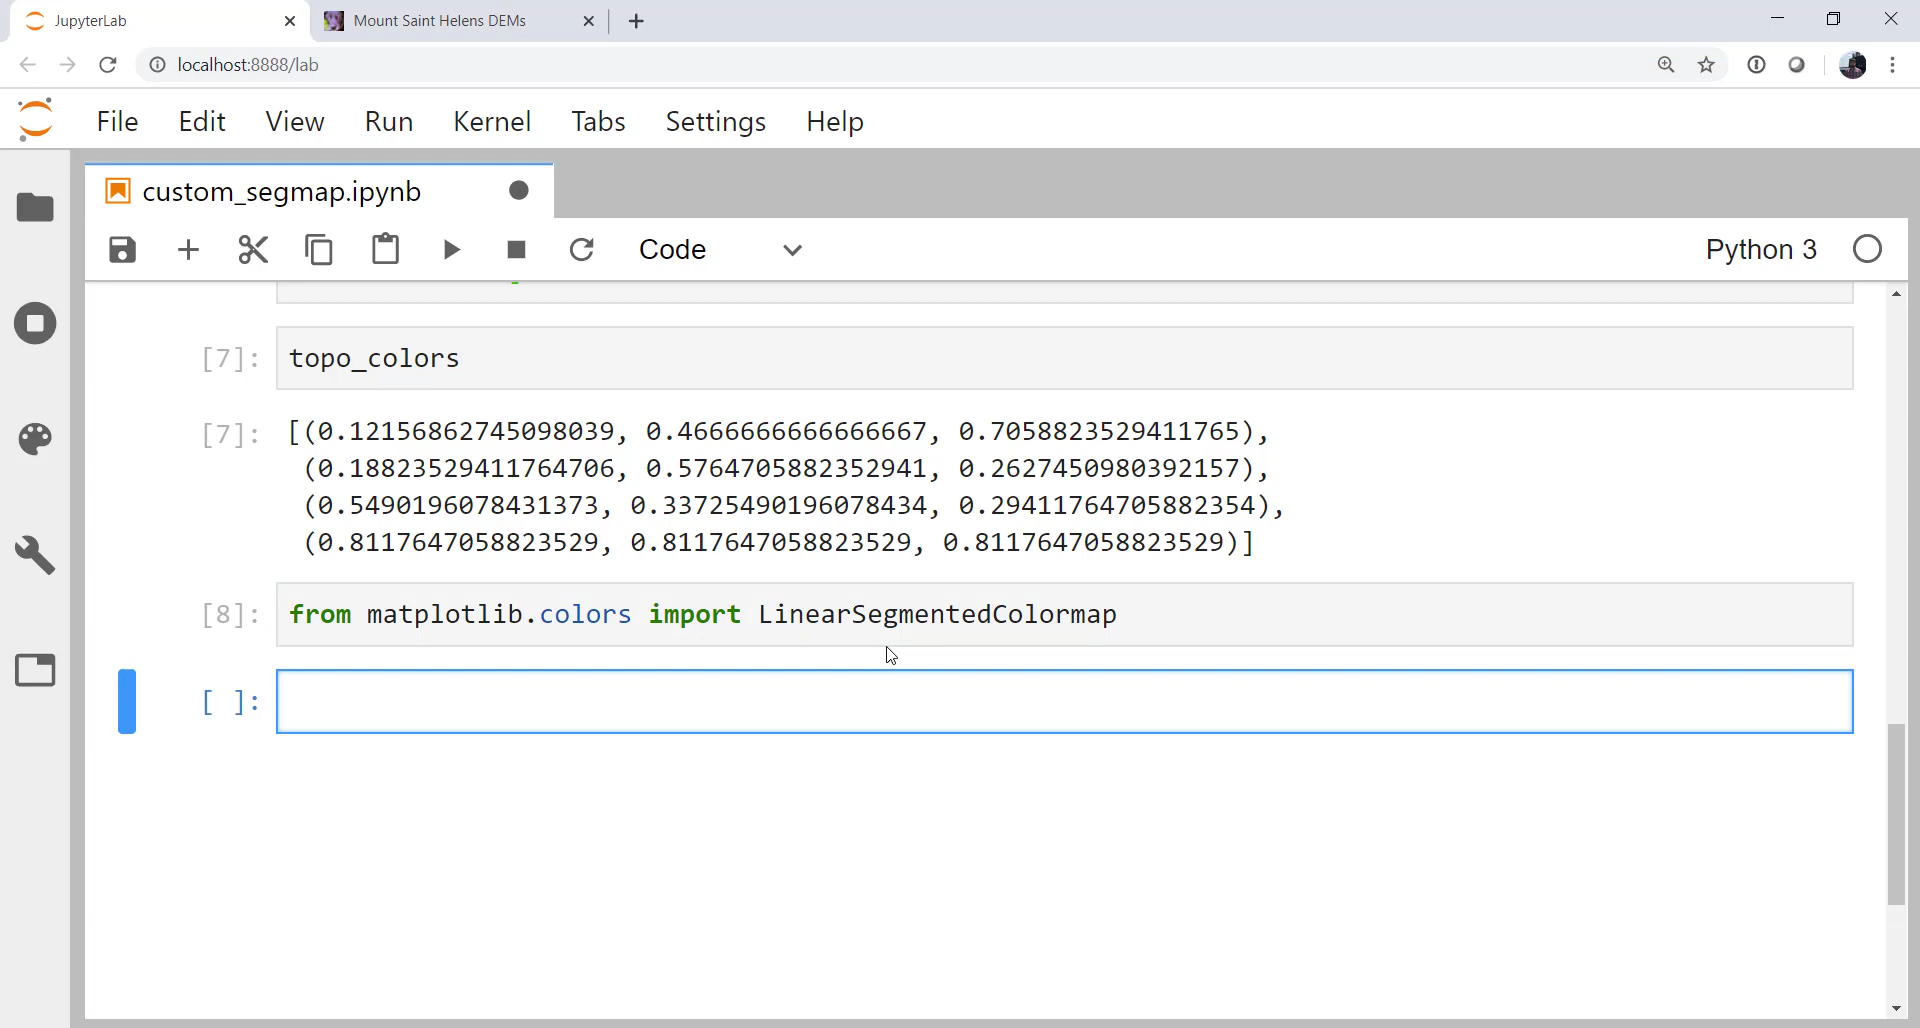 JupyterLab
Mount Saint Helens DEMs
localhost:8888/lab
File Edit View Run Kernel Tabs Settings Help
custom_segmap.ipynb
Code
Python 3
[7]: topo_colors
[7]: [(0.12156862745098039, 0.4666666666666667, 0.7058823529411765),
(0.18823529411764706, 0.5764705882352941, 0.2627450980392157),
(0.5490196078431373, 0.33725490196078434, 0.29411764705882354),
(0.8117647058823529, 0.8117647058823529, 0.8117647058823529)]
[8]: from matplotlib.colors import LinearSegmentedColormap
[ ]: